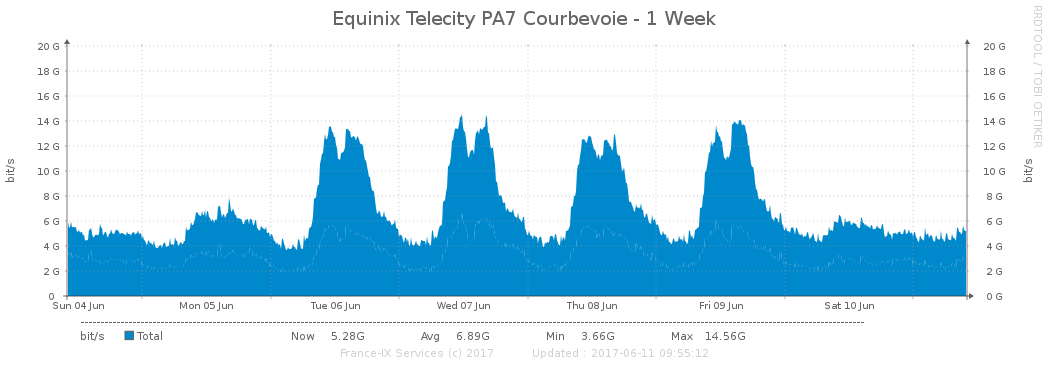 Equinix Telecity PA7 Courbevoie - 1 Week
RRDTOOL / TOBI OETIKER
bit/s
20 G 20 G
18 G 18 G
16 G 16 G
14 G 14 G
12 G 12 G
10 G 10 G
8 G 8 G
6 G 6 G
4 G 4 G
2 G 2 G
0 0 G
bit/s
Sun 04 Jun Mon 05 Jun Tue 06 Jun Wed 07 Jun Thu 08 Jun Fri 09 Jun Sat 10 Jun
bit/s Total Now 5.28G Avg 6.89G Min 3.66G Max 14.56G
France-IX Services (c) 2017 Updated : 2017-06-11 09:55:12